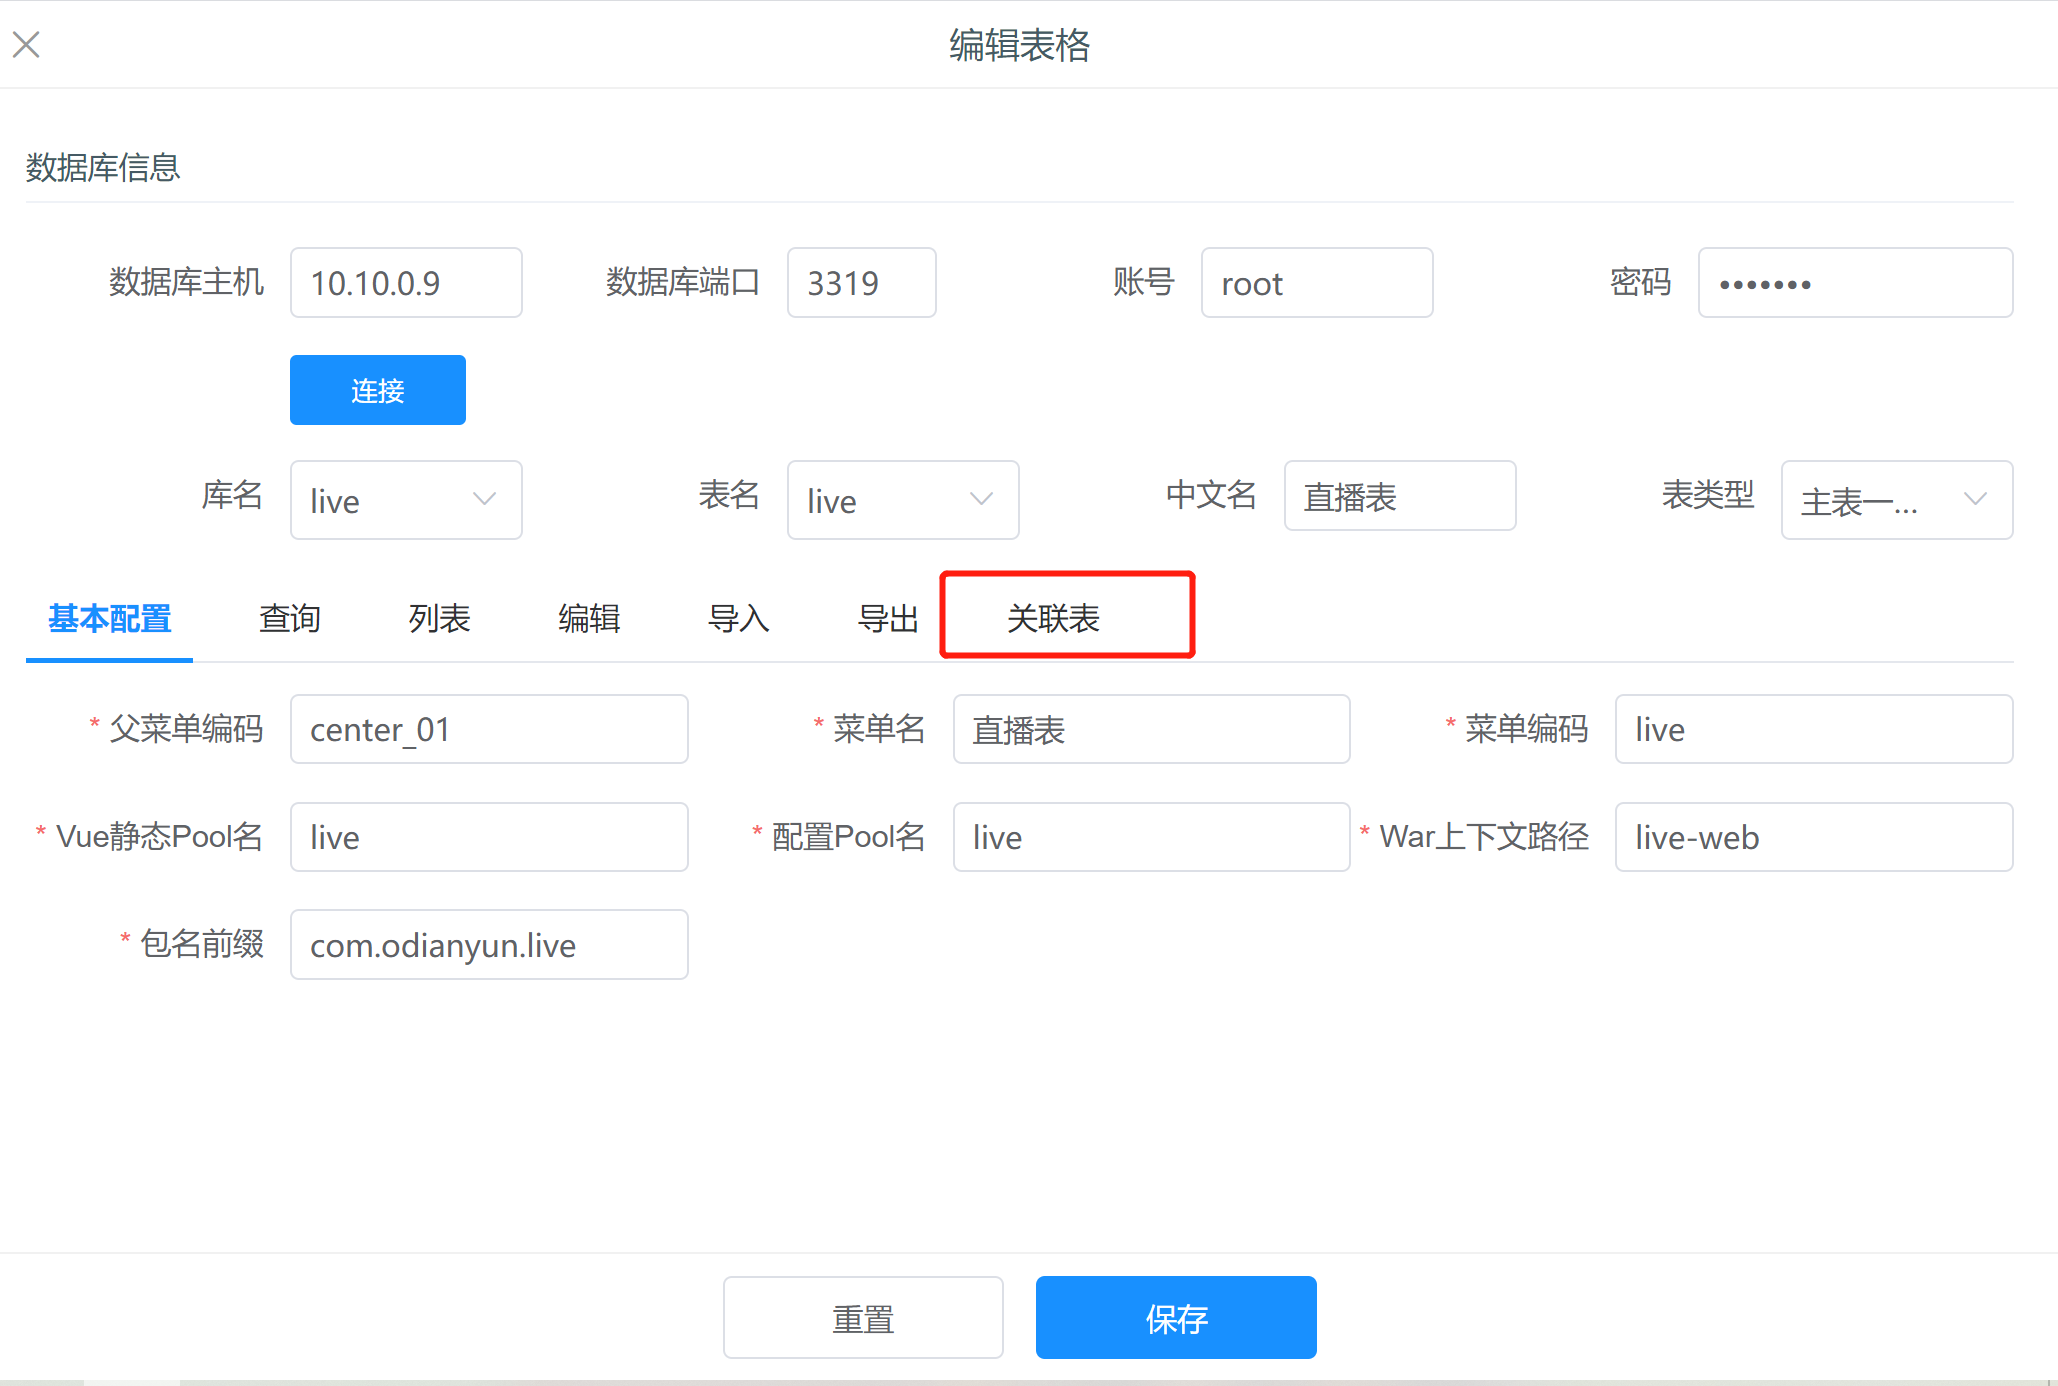 编辑表格
数据库信息
数据库主机 10.10.0.9 数据库端口 3319 账号 root 密码 •••••••
连接
库名 live 表名 live 中文名 直播表 表类型 主表一...
基本配置 查询 列表 编辑 导入 导出 关联表
* 父菜单编码 center_01 * 菜单名 直播表 * 菜单编码 live
* Vue静态Pool名 live * 配置Pool名 live * War上下文路径 live-web
* 包名前缀 com.odianyun.live
重置 保存